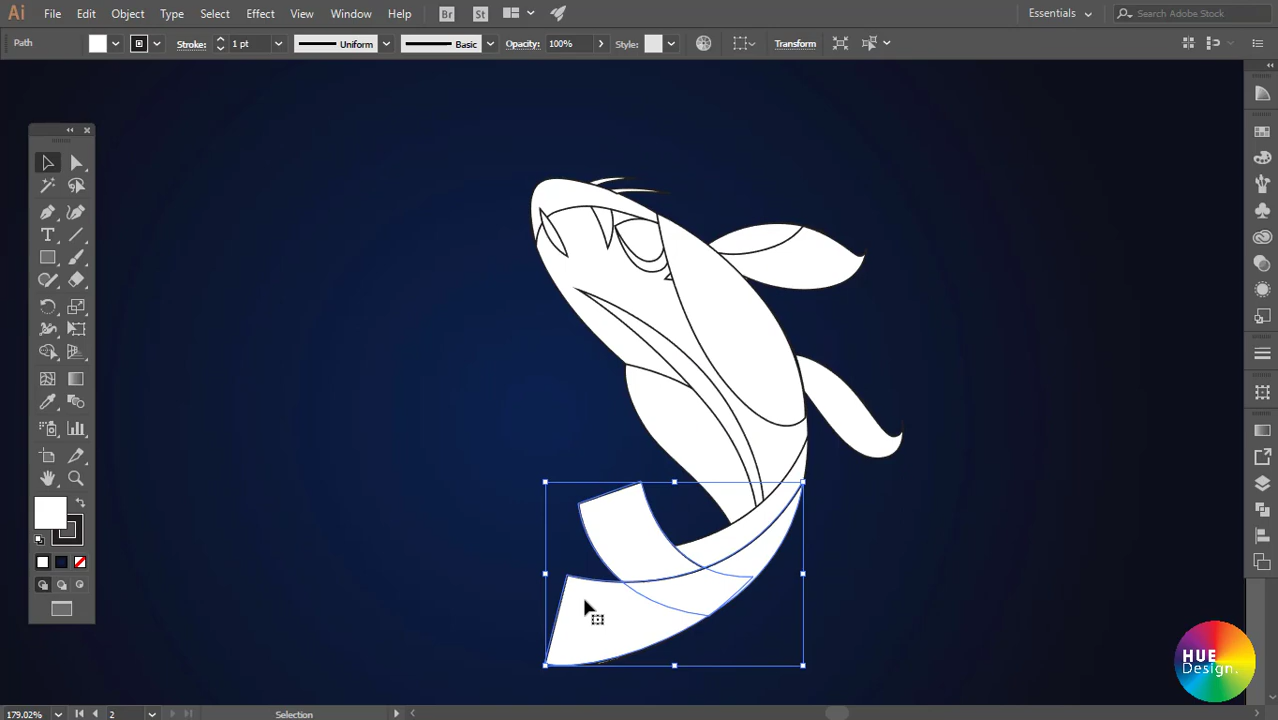 Ai File Edit Object Type Select Effect View Window Help Br St Essentials Search Adobe Stock
Path Stroke: 1 pt Uniform Basic Opacity: 100% Style: Transform
HUE
Design.
179.02% 2 Selection